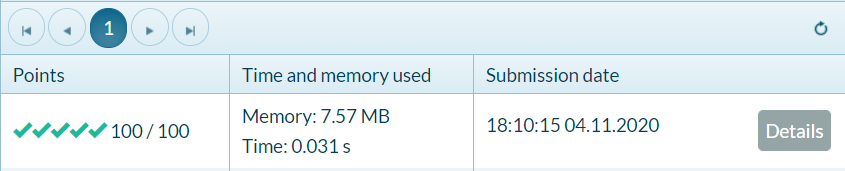 1
Points
Time and memory used
Submission date
100 / 100
Memory: 7.57 MB
Time: 0.031 s
18:10:15 04.11.2020
Details